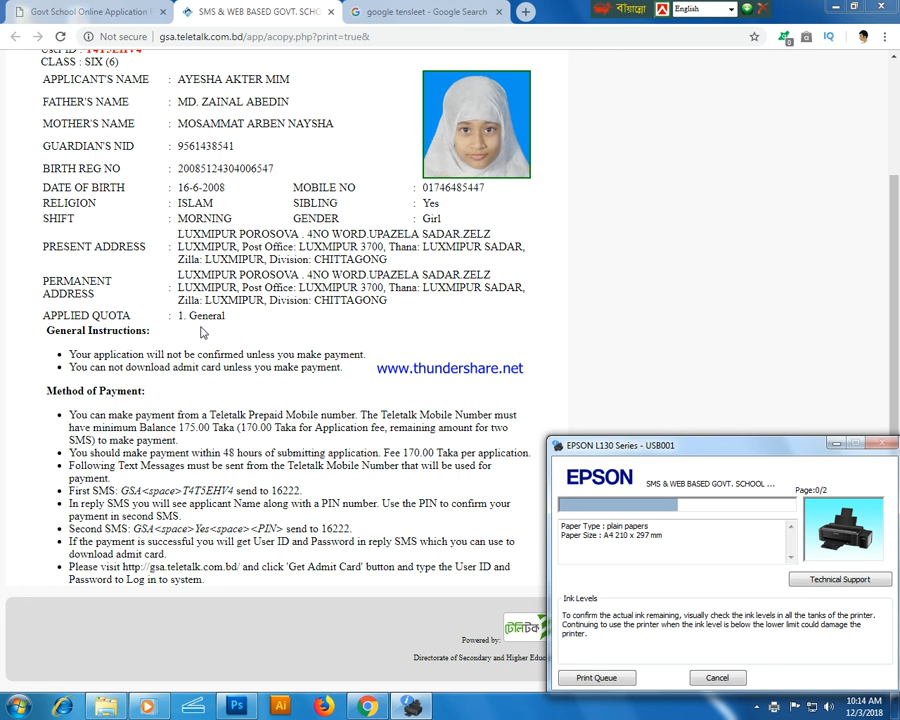 Govt School Online Application
SMS & WEB BASED GOVT. SCHO
google tensleet - Google Search
English
Not secure
gsa.teletalk.com.bd/app/acopy.php?print=true&
CLASS : SIX (6)
APPLICANT'S NAME : AYESHA AKTER MIM
FATHER'S NAME : MD. ZAINAL ABEDIN
MOTHER'S NAME : MOSAMMAT ARBEN NAYSHA
GUARDIAN'S NID : 9561438541
BIRTH REG NO : 20085124304006547
DATE OF BIRTH : 16-6-2008 MOBILE NO : 01746485447
RELIGION : ISLAM SIBLING : Yes
SHIFT : MORNING GENDER : Girl
PRESENT ADDRESS : LUXMIPUR POROSOVA . 4NO WORD.UPAZELA SADAR.ZELZ
LUXMIPUR, Post Office: LUXMIPUR 3700, Thana: LUXMIPUR SADAR,
Zilla: LUXMIPUR, Division: CHITTAGONG
PERMANENT ADDRESS : LUXMIPUR POROSOVA . 4NO WORD.UPAZELA SADAR.ZELZ
LUXMIPUR, Post Office: LUXMIPUR 3700, Thana: LUXMIPUR SADAR,
Zilla: LUXMIPUR, Division: CHITTAGONG
APPLIED QUOTA : 1. General
General Instructions:
Your application will not be confirmed unless you make payment.
You can not download admit card unless you make payment.
www.thundershare.net
Method of Payment:
You can make payment from a Teletalk Prepaid Mobile number. The Teletalk Mobile Number must
have minimum Balance 175.00 Taka (170.00 Taka for Application fee, remaining amount for two
SMS) to make payment.
You should make payment within 48 hours of submitting application. Fee 170.00 Taka per application.
Following Text Messages must be sent from the Teletalk Mobile Number that will be used for
payment.
First SMS: GSA<space>T4T5EHV4 send to 16222.
In reply SMS you will see applicant Name along with a PIN number. Use the PIN to confirm your
payment in second SMS.
Second SMS: GSA<space>Yes<space><PIN> send to 16222.
If the payment is successful you will get User ID and Password in reply SMS which you can use to
download admit card.
Please visit http://gsa.teletalk.com.bd/ and click 'Get Admit Card' button and type the User ID and
Password to Log in to system.
Powered by:
টেলিটক
Directorate of Secondary and Higher Educ
EPSON L130 Series - USB001
EPSON
SMS & WEB BASED GOVT. SCHOOL ...
Page:0/2
Paper Type : plain papers
Paper Size : A4 210 x 297 mm
Technical Support
Ink Levels
To confirm the actual ink remaining, visually check the ink levels in all the tanks of the printer.
Continuing to use the printer when the ink level is below the lower limit could damage the
printer.
Print Queue
Cancel
10:14 AM
12/3/2018